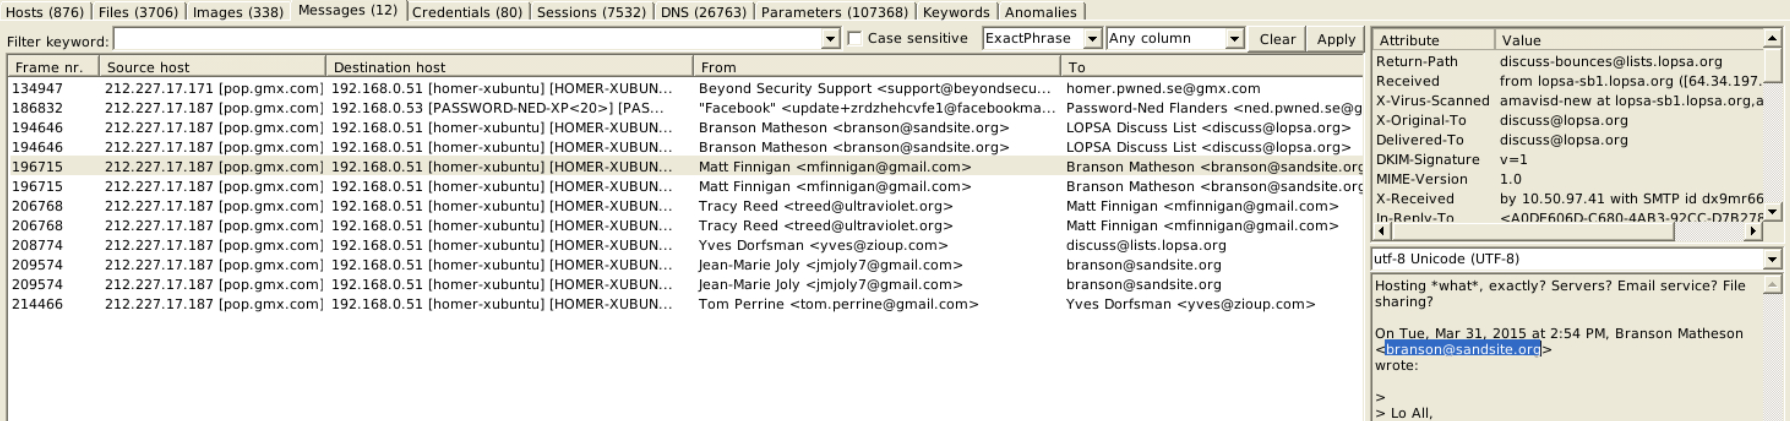 Hosts (876) | Files (3706) | Images (338) | Messages (12) | Credentials (80) | Sessions (7532) | DNS (26763) | Parameters (107368) | Keywords | Anomalies
Filter keyword: Case sensitive ExactPhrase Any column Clear Apply
Frame nr. Source host Destination host From To
134947 212.227.17.171 [pop.gmx.com] 192.168.0.51 [homer-xubuntu] [HOMER-XUBUN... Beyond Security Support <support@beyondsecu... homer.pwned.se@gmx.com
186832 212.227.17.187 [pop.gmx.com] 192.168.0.53 [PASSWORD-NED-XP<20>] [PAS... "Facebook" <update+zrdzhehcvfe1@facebookma... Password-Ned Flanders <ned.pwned.se@g
194646 212.227.17.187 [pop.gmx.com] 192.168.0.51 [homer-xubuntu] [HOMER-XUBUN... Branson Matheson <branson@sandsite.org> LOPSA Discuss List <discuss@lopsa.org>
194646 212.227.17.187 [pop.gmx.com] 192.168.0.51 [homer-xubuntu] [HOMER-XUBUN... Branson Matheson <branson@sandsite.org> LOPSA Discuss List <discuss@lopsa.org>
196715 212.227.17.187 [pop.gmx.com] 192.168.0.51 [homer-xubuntu] [HOMER-XUBUN... Matt Finnigan <mfinnigan@gmail.com> Branson Matheson <branson@sandsite.org
196715 212.227.17.187 [pop.gmx.com] 192.168.0.51 [homer-xubuntu] [HOMER-XUBUN... Matt Finnigan <mfinnigan@gmail.com> Branson Matheson <branson@sandsite.org
206768 212.227.17.187 [pop.gmx.com] 192.168.0.51 [homer-xubuntu] [HOMER-XUBUN... Tracy Reed <treed@ultraviolet.org> Matt Finnigan <mfinnigan@gmail.com>
206768 212.227.17.187 [pop.gmx.com] 192.168.0.51 [homer-xubuntu] [HOMER-XUBUN... Tracy Reed <treed@ultraviolet.org> Matt Finnigan <mfinnigan@gmail.com>
208774 212.227.17.187 [pop.gmx.com] 192.168.0.51 [homer-xubuntu] [HOMER-XUBUN... Yves Dorfsman <yves@zioup.com> discuss@lists.lopsa.org
209574 212.227.17.187 [pop.gmx.com] 192.168.0.51 [homer-xubuntu] [HOMER-XUBUN... Jean-Marie Joly <jmjoly7@gmail.com> branson@sandsite.org
209574 212.227.17.187 [pop.gmx.com] 192.168.0.51 [homer-xubuntu] [HOMER-XUBUN... Jean-Marie Joly <jmjoly7@gmail.com> branson@sandsite.org
214466 212.227.17.187 [pop.gmx.com] 192.168.0.51 [homer-xubuntu] [HOMER-XUBUN... Tom Perrine <tom.perrine@gmail.com> Yves Dorfsman <yves@zioup.com>
Attribute Value
Return-Path discuss-bounces@lists.lopsa.org
Received from lopsa-sb1.lopsa.org ([64.34.197.
X-Virus-Scanned amavisd-new at lopsa-sb1.lopsa.org,a
X-Original-To discuss@lopsa.org
Delivered-To discuss@lopsa.org
DKIM-Signature v=1
MIME-Version 1.0
X-Received by 10.50.97.41 with SMTP id dx9mr66
In-Reply-To <A0DE606D-C680-4AB3-92CC-D7B278
utf-8 Unicode (UTF-8)
Hosting *what*, exactly? Servers? Email service? File
sharing?
On Tue, Mar 31, 2015 at 2:54 PM, Branson Matheson
<branson@sandsite.org>
wrote:
>
> Lo All,